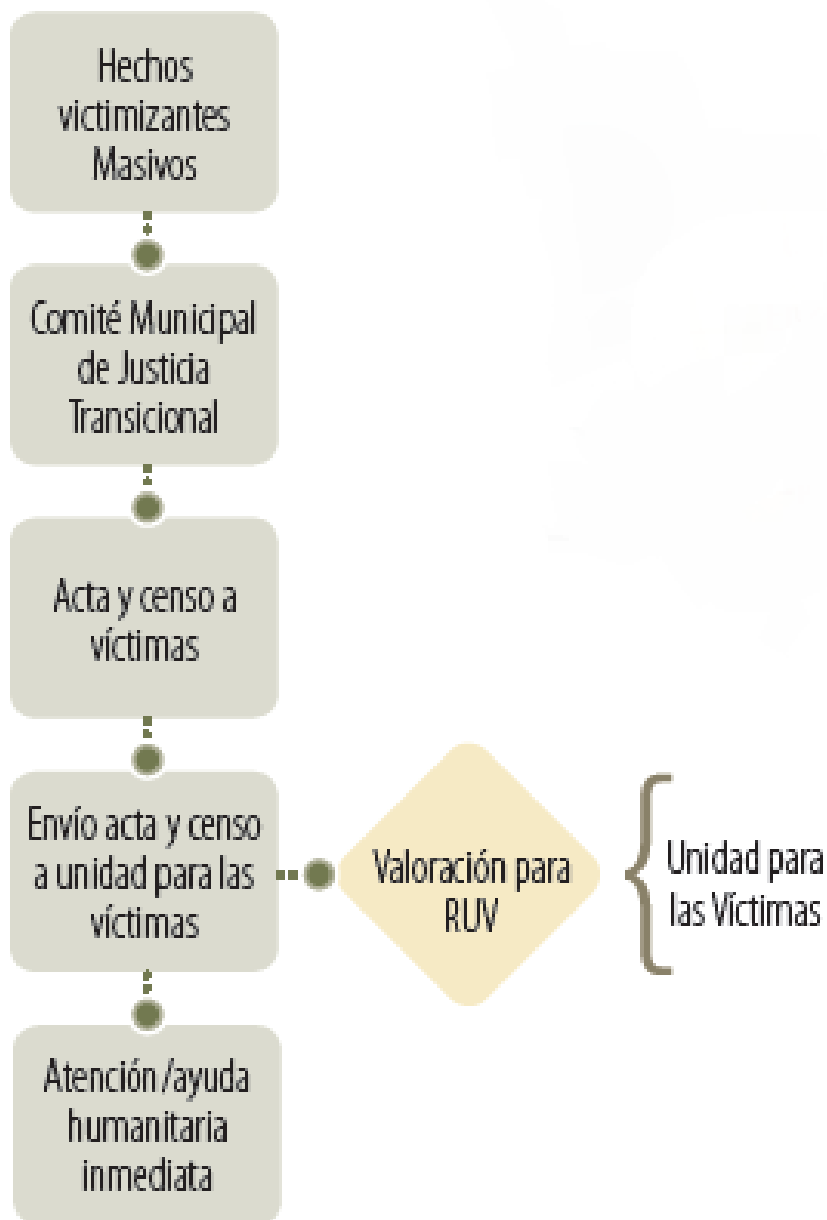 Hechos
victimizantes
Masivos
Comité Municipal
de Justicia
Transicional
Acta y censo a
víctimas
Envío acta y censo
a unidad para las
víctimas
Valoración para
RUV
Unidad para
las Víctimas
Atención/ayuda
humanitaria
inmediata